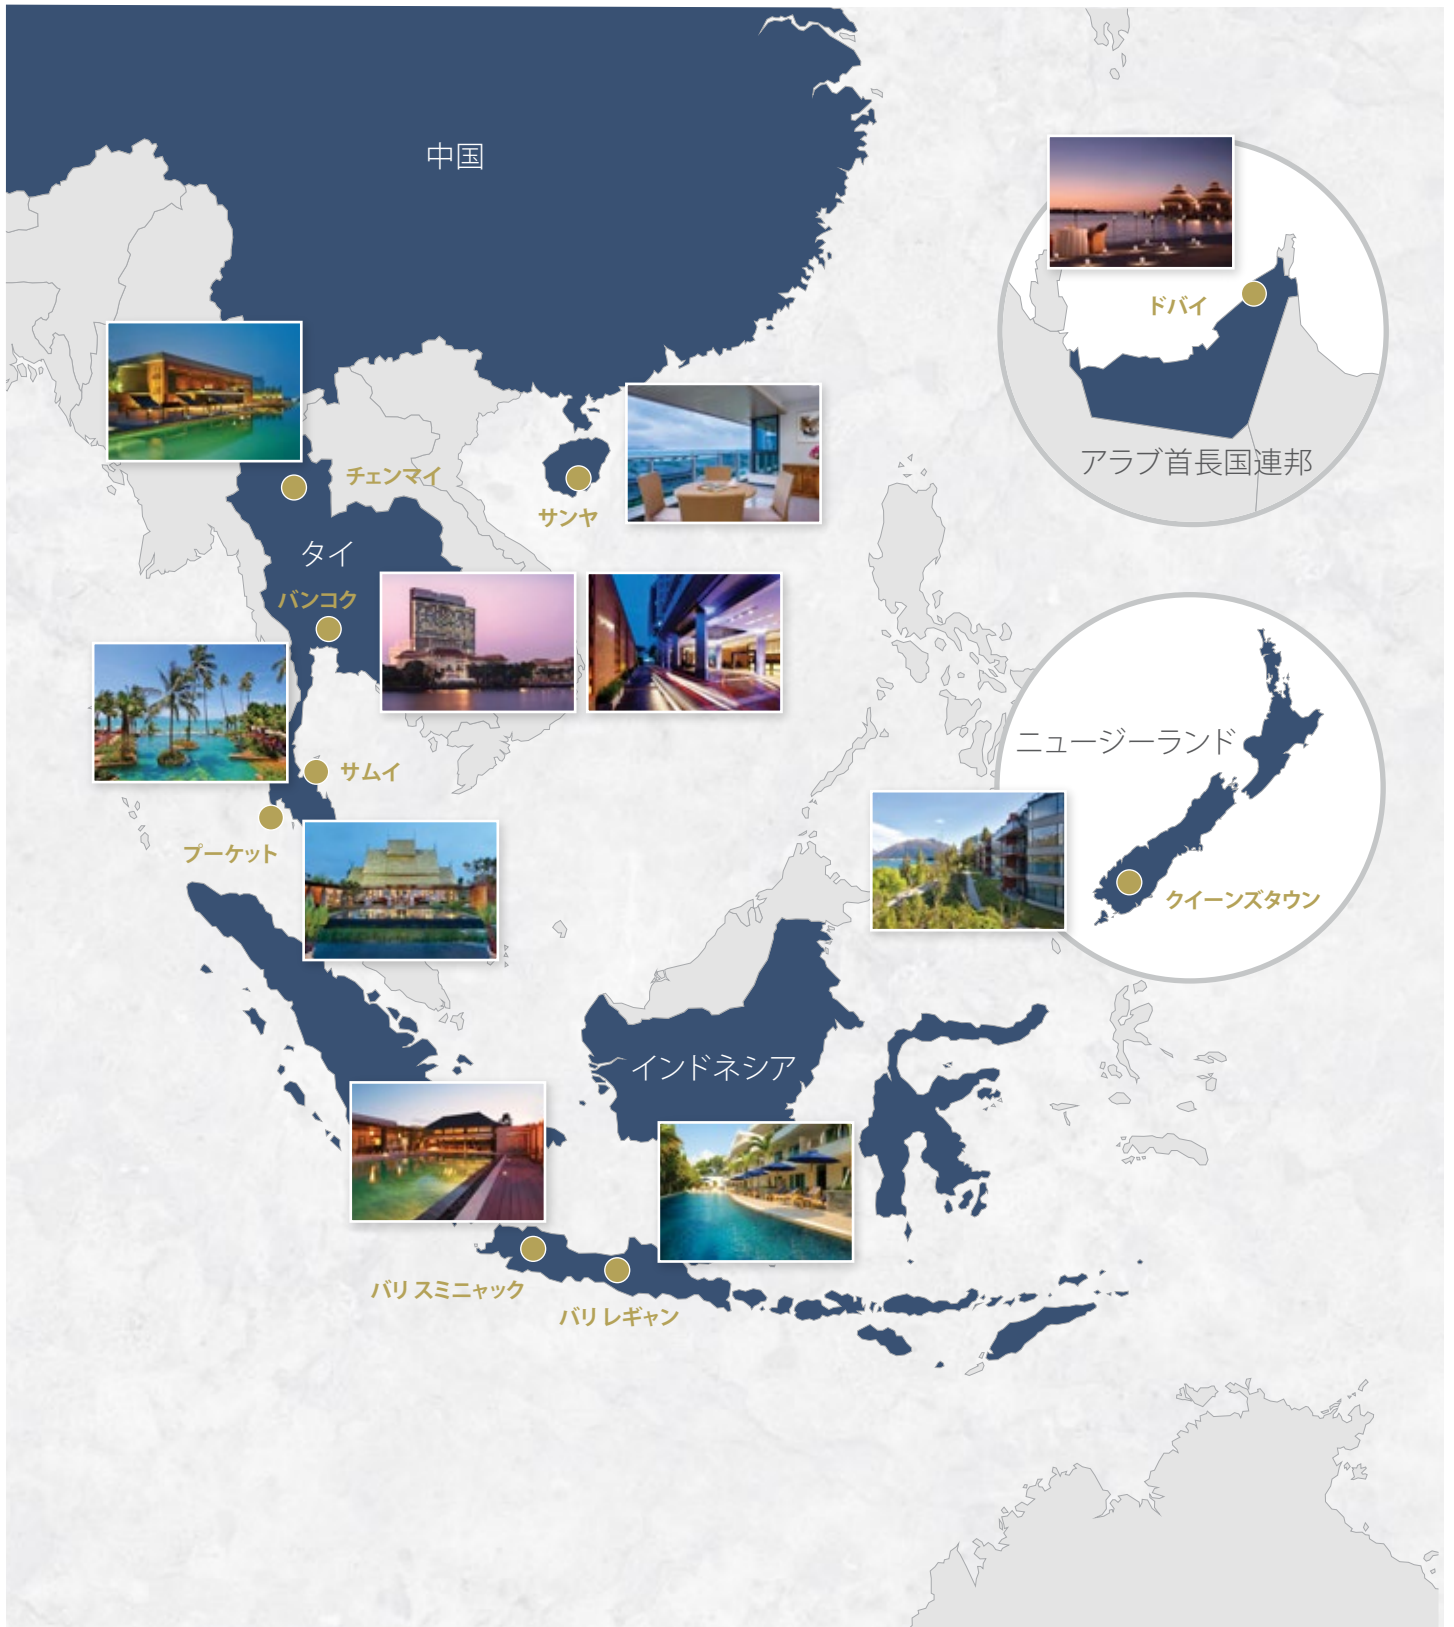 中国
ドバイ
アラブ首長国連邦
チェンマイ
サンヤ
タイ
バンコク
ニュージーランド
サムイ
プーケット
クイーンズタウン
インドネシア
バリ スミニャック
バリ レギャン